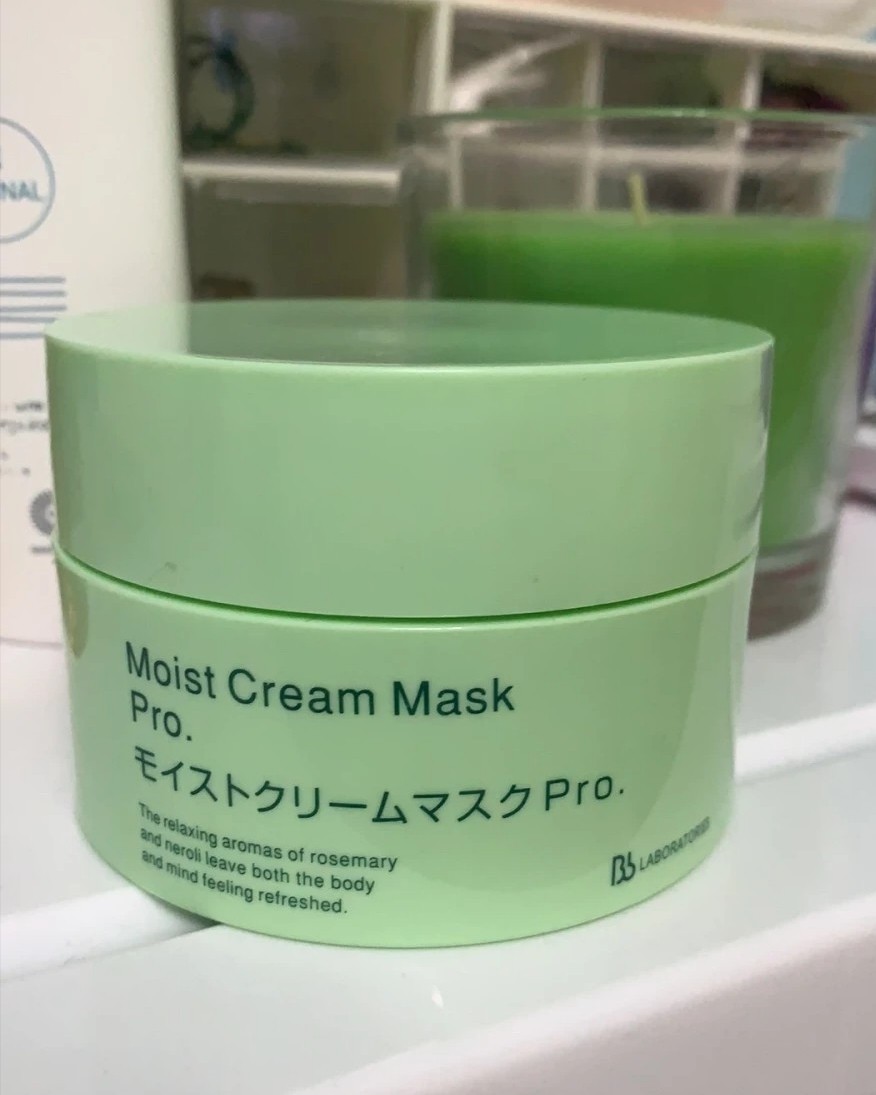 NAL
Moist Cream Mask
Pro.
モイストクリームマスクPro.
The relaxing aromas of rosemary
and neroli leave both the body
and mind feeling refreshed.
Bb LABORATORIES